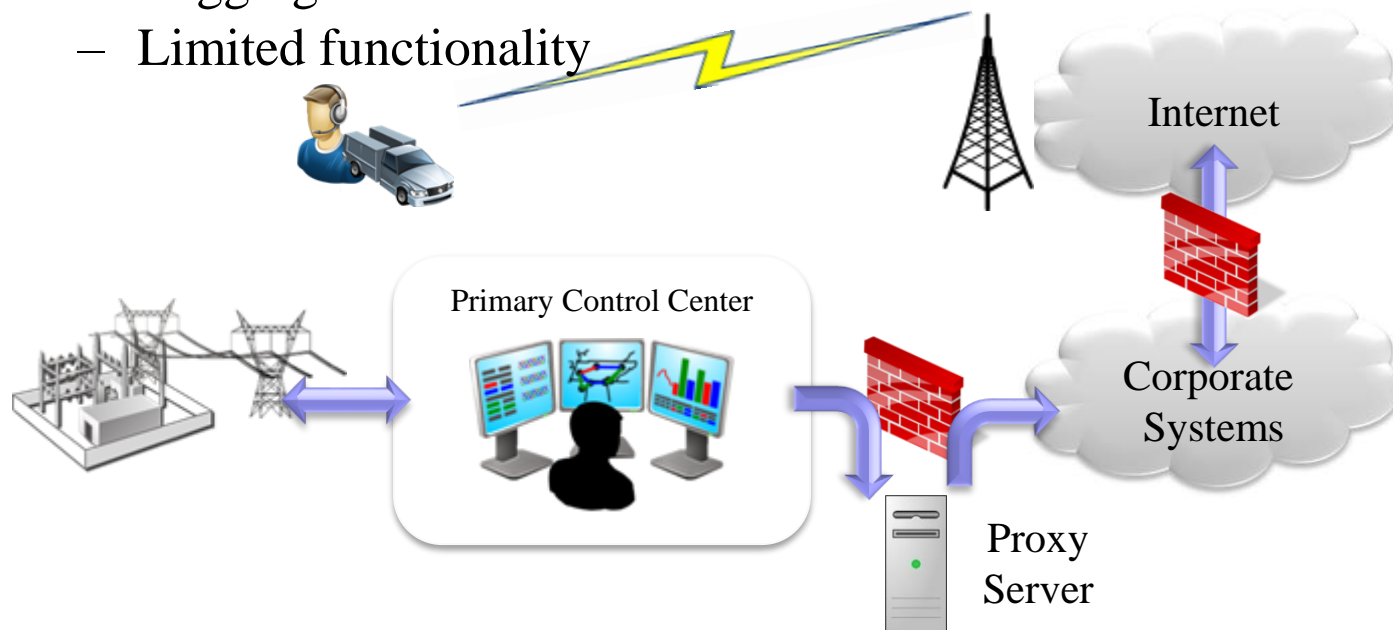 – Limited functionality
Internet
Primary Control Center
Corporate
Systems
Proxy
Server